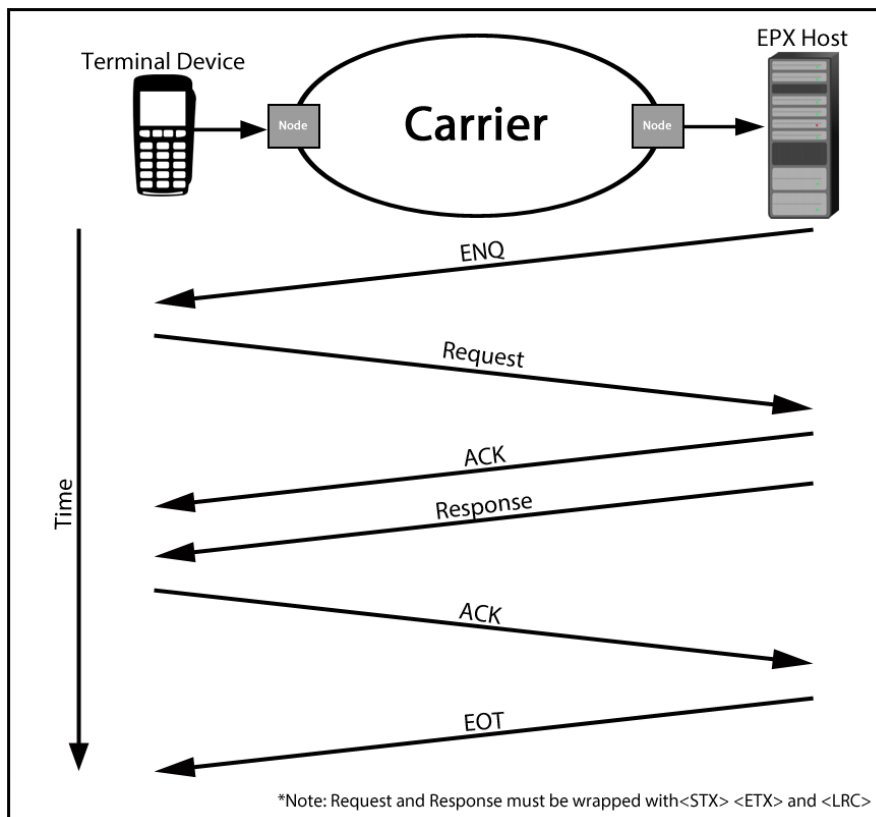 EPX Host
Terminal Device
Node
Carrier
Node
ENQ
Request
ACK
Response
ACK
EOT
Time
*Note: Request and Response must be wrapped with<STX> <ETX> and <LRC>